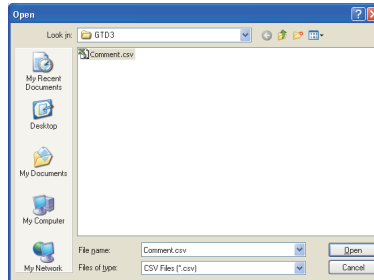 Open
Look in: GTD3
Comment.csv
My Recent
Documents
Desktop
My Documents
My Computer
My Network
File name: Comment.csv Open
Files of type: CSV Files (*.csv) Cancel